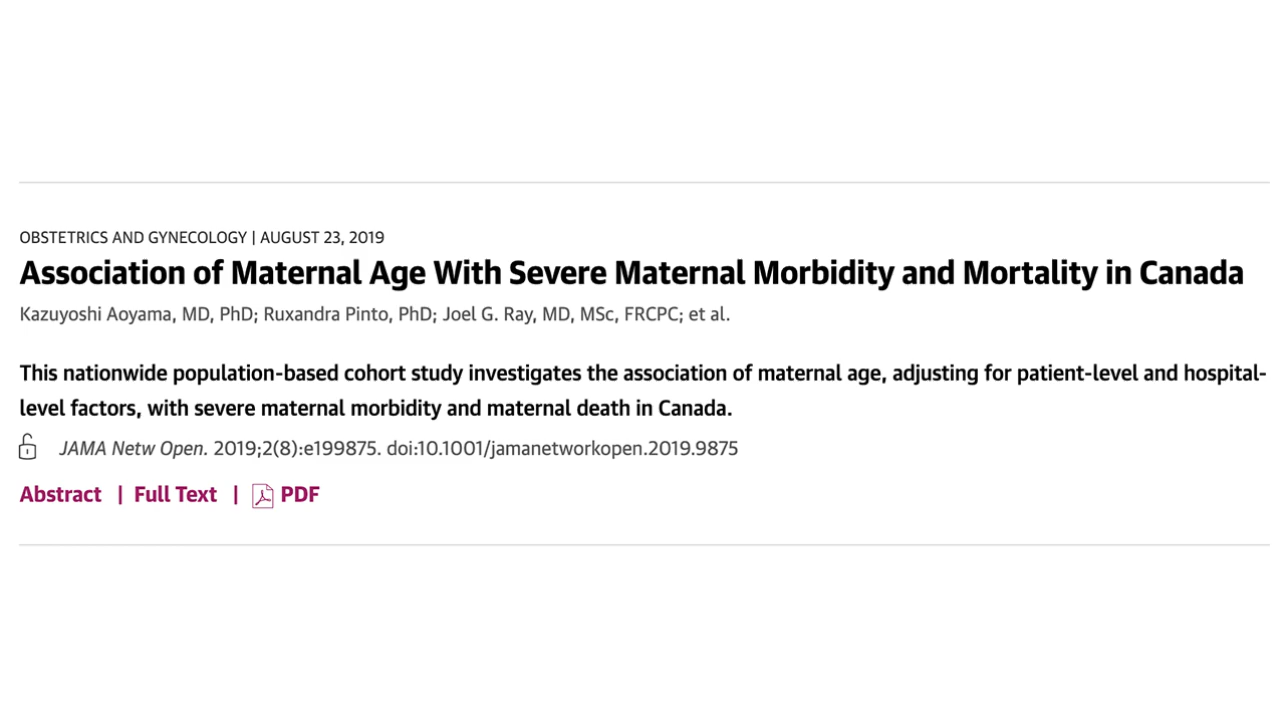 OBSTETRICS AND GYNECOLOGY | AUGUST 23, 2019
Association of Maternal Age With Severe Maternal Morbidity and Mortality in Canada
Kazuyoshi Aoyama, MD, PhD; Ruxandra Pinto, PhD; Joel G. Ray, MD, MSc, FRCPC; et al.
This nationwide population-based cohort study investigates the association of maternal age, adjusting for patient-level and hospital-
level factors, with severe maternal morbidity and maternal death in Canada.
JAMA Netw Open. 2019;2(8):e199875. doi:10.1001/jamanetworkopen.2019.9875
Abstract | Full Text | PDF